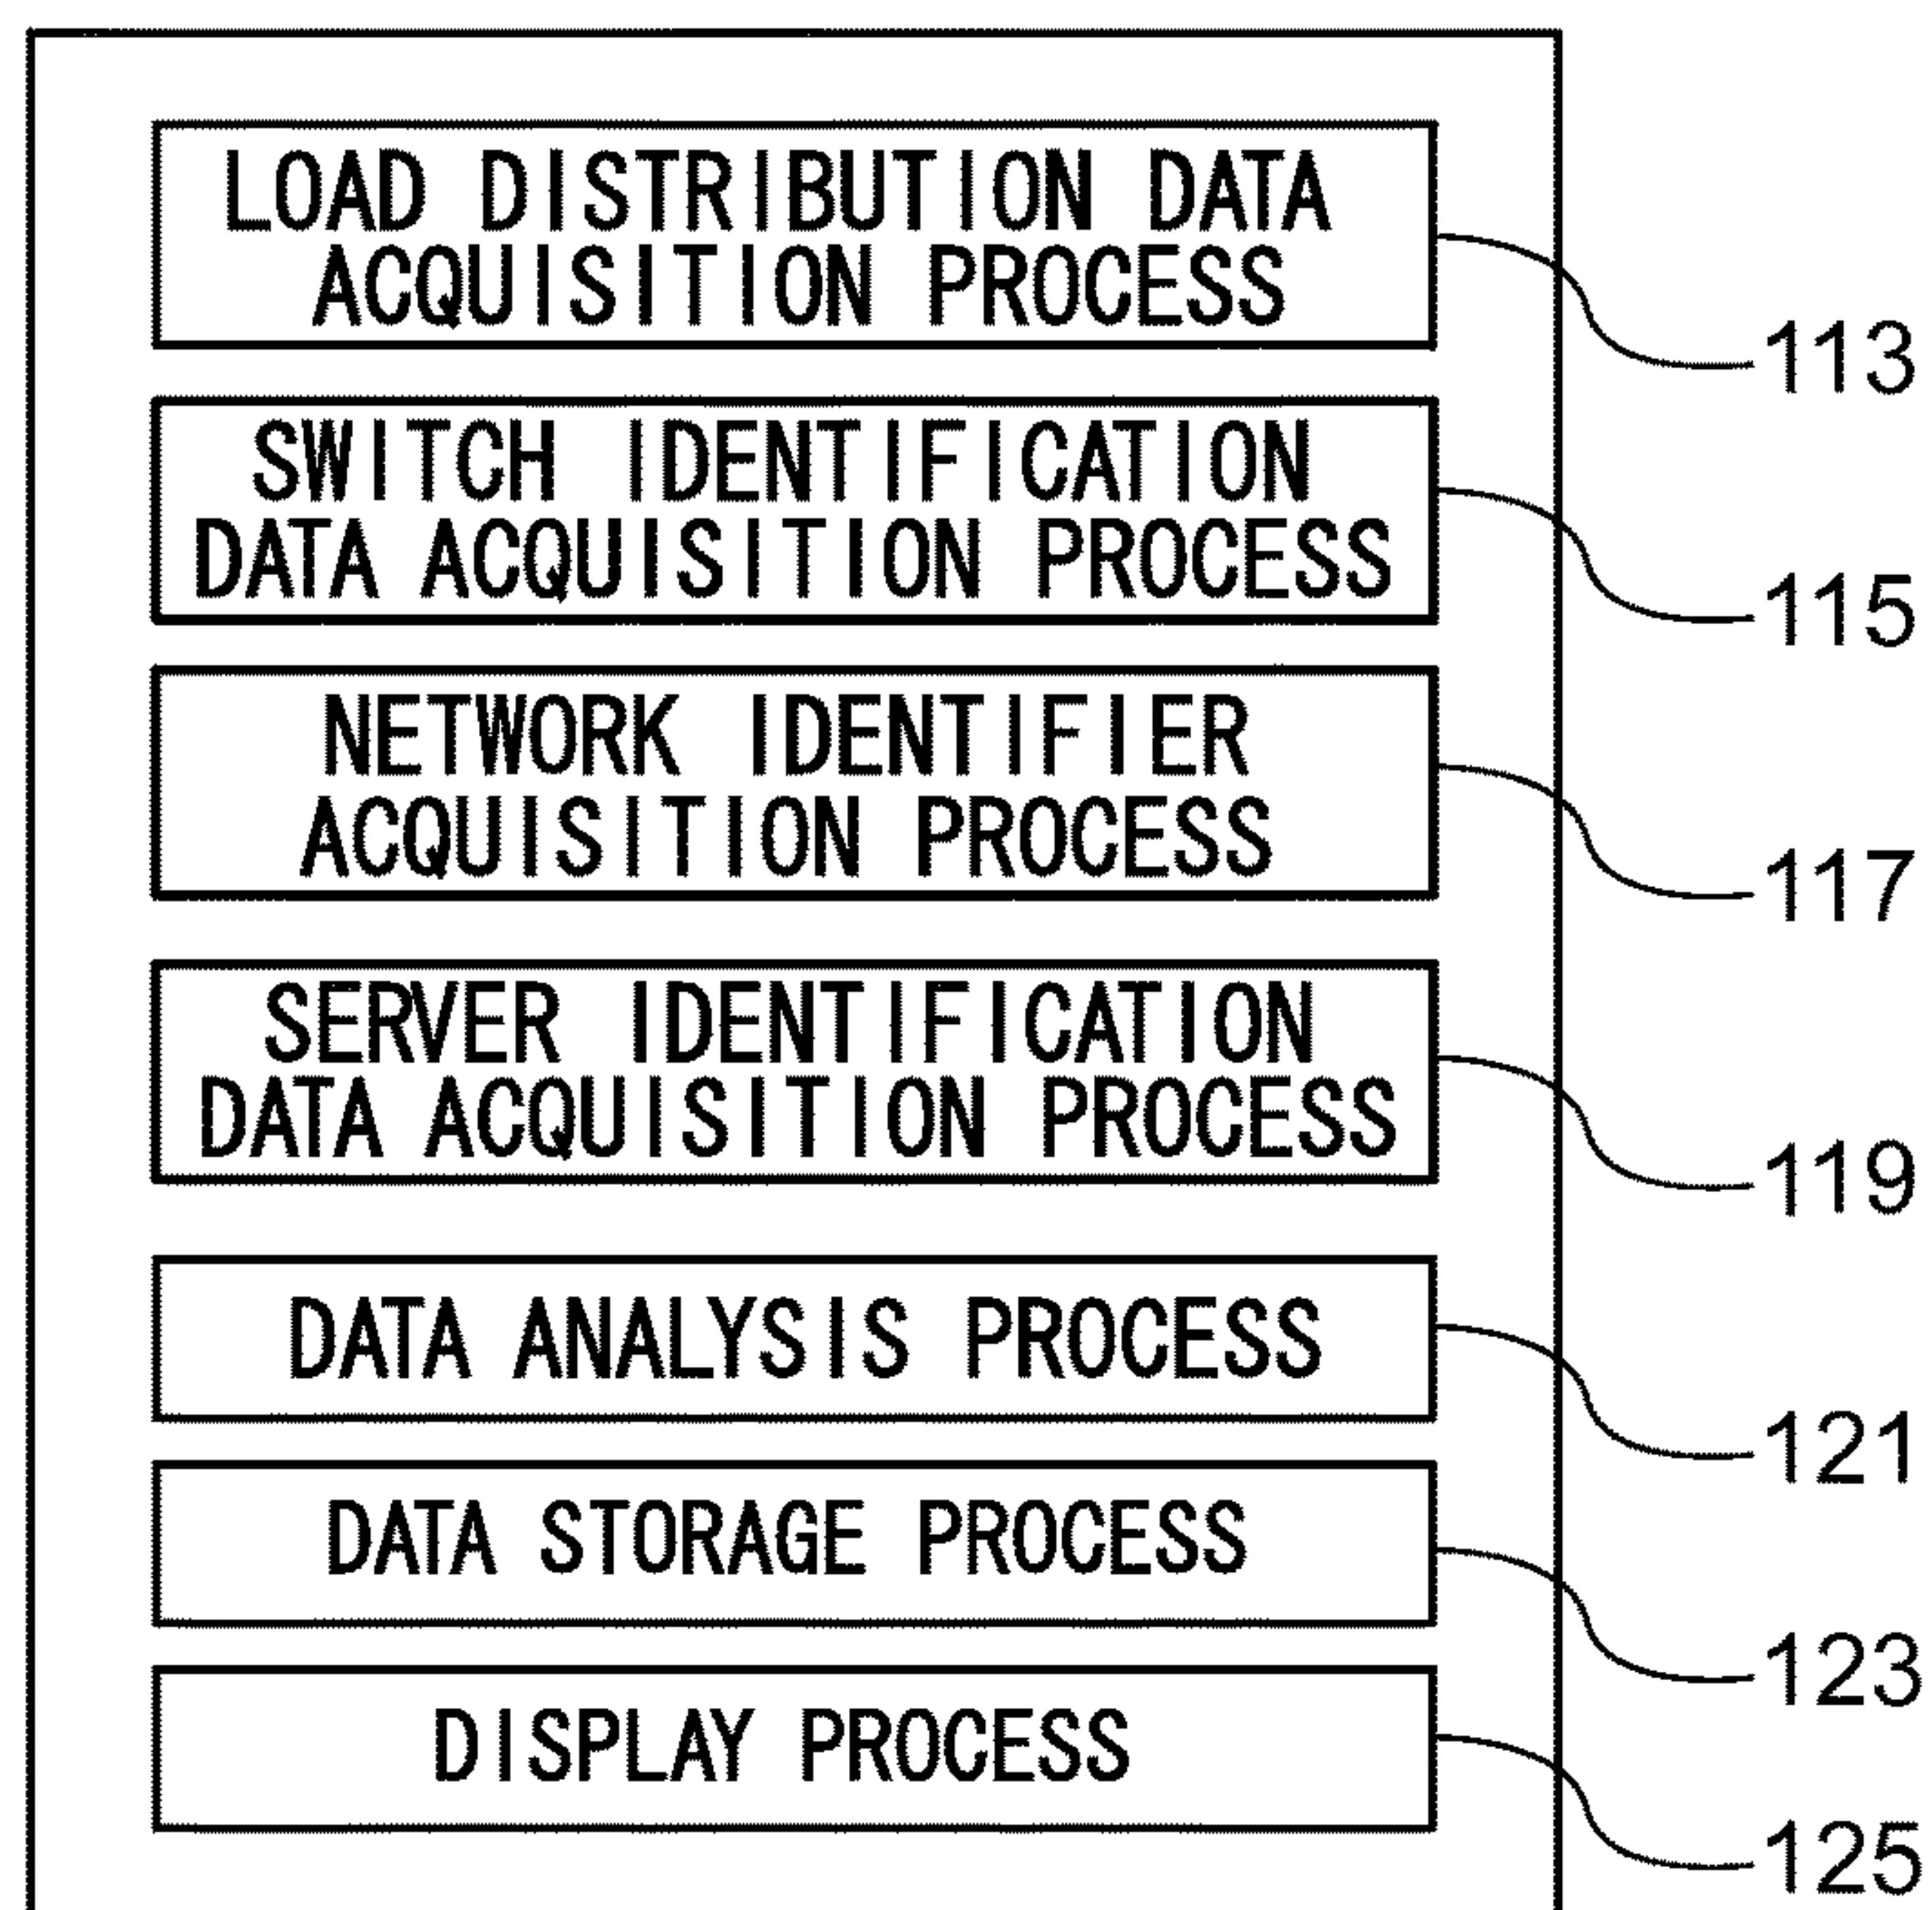 LOAD DISTRIBUTION DATA
ACQUISITION PROCESS
113
SWITCH IDENTIFICATION
DATA ACQUISITION PROCESS
115
NETWORK IDENTIFIER
ACQUISITION PROCESS
117
SERVER IDENTIFICATION
DATA ACQUISITION PROCESS
119
DATA ANALYSIS PROCESS
121
DATA STORAGE PROCESS
123
DISPLAY PROCESS
125